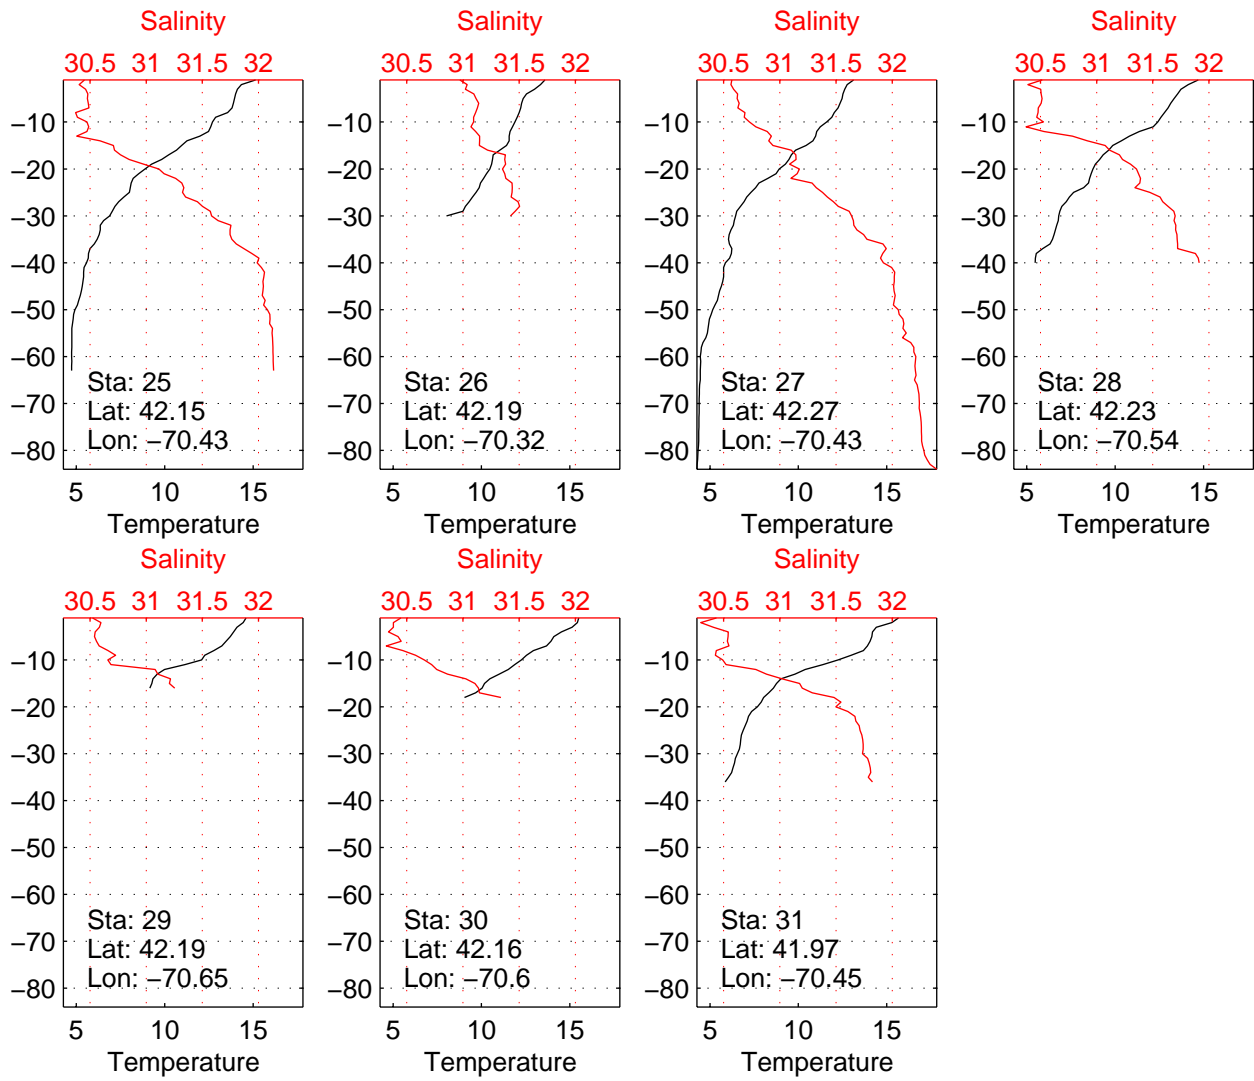 Salinity Salinity Salinity Salinity
30.5 31 31.5 32 30.5 31 31.5 32 30.5 31 31.5 32 30.5 31 31.5 32
−10 −10 −10 −10
−20 −20 −20 −20
−30 −30 −30 −30
−40 −40 −40 −40
−50 −50 −50 −50
−60 −60 −60 −60
Sta: 25 Sta: 26 Sta: 27 Sta: 28
−70 Lat: 42.15 −70 Lat: 42.19 −70 Lat: 42.27 −70 Lat: 42.23
Lon: −70.43 Lon: −70.32 Lon: −70.43 Lon: −70.54
−80 −80 −80 −80
5 10 15 5 10 15 5 10 15 5 10 15
Temperature Temperature Temperature Temperature
Salinity Salinity Salinity
30.5 31 31.5 32 30.5 31 31.5 32 30.5 31 31.5 32
−10 −10 −10
−20 −20 −20
−30 −30 −30
−40 −40 −40
−50 −50 −50
−60 −60 −60
Sta: 29 Sta: 30 Sta: 31
−70 Lat: 42.19 −70 Lat: 42.16 −70 Lat: 41.97
Lon: −70.65 Lon: −70.6 Lon: −70.45
−80 −80 −80
5 10 15 5 10 15 5 10 15
Temperature Temperature Temperature